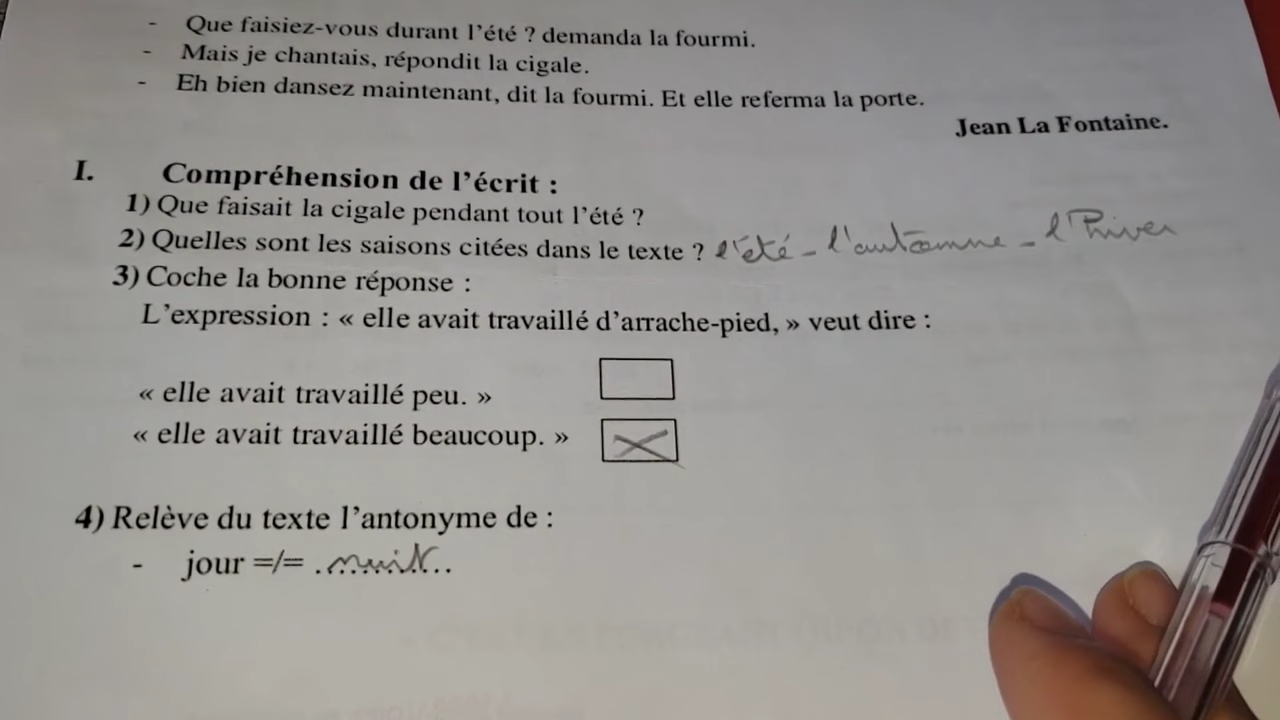 - Que faisiez-vous durant l'été ? demanda la fourmi.
- Mais je chantais, répondit la cigale.
- Eh bien dansez maintenant, dit la fourmi. Et elle referma la porte.
Jean La Fontaine.
I. Compréhension de l'écrit :
1) Que faisait la cigale pendant tout l'été ?
2) Quelles sont les saisons citées dans le texte ? l'été - l'automne - l'hiver
3) Coche la bonne réponse :
L'expression : « elle avait travaillé d'arrache-pied, » veut dire :
« elle avait travaillé peu. »
« elle avait travaillé beaucoup. »
4) Relève du texte l'antonyme de :
- jour =/= .nuit..